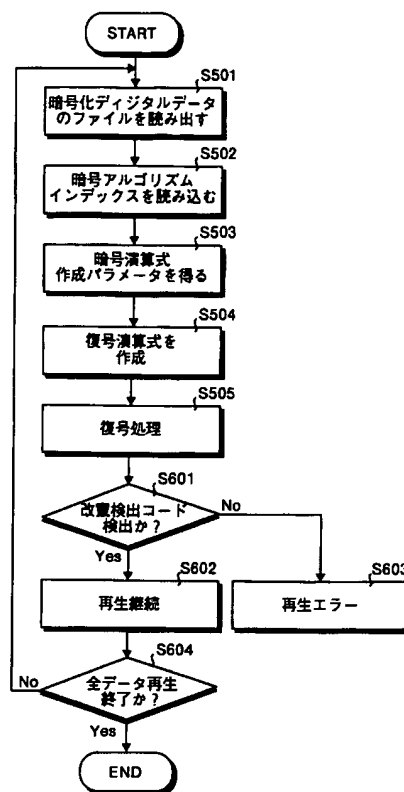 START
S501
暗号化ディジタルデータ
のファイルを読み出す
S502
暗号アルゴリズム
インデックスを読み込む
S503
暗号演算式
作成パラメータを得る
S504
復号演算式を
作成
S505
復号処理
S601
改竄検出コード
検出か?
No
Yes
S602
再生継続
S603
再生エラー
S604
全データ再生
終了か?
No
Yes
END